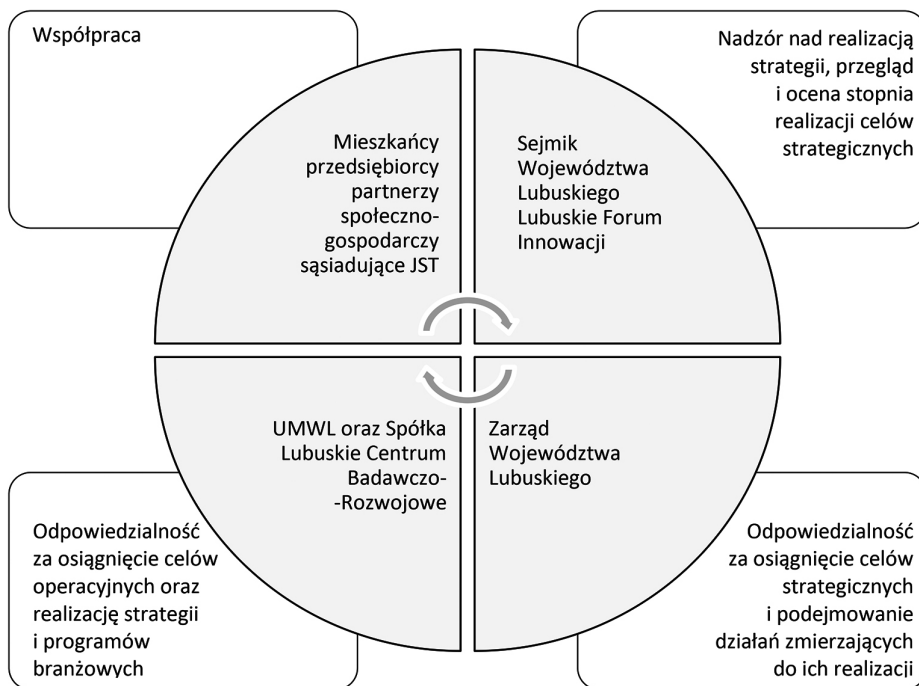 Współpraca
Nadzór nad realizacją
strategii, przegląd
i ocena stopnia
realizacji celów
strategicznych
Mieszkańcy
przedsiębiorcy
partnerzy
społeczno-
gospodarczy
sąsiadujące JST
Sejmik
Województwa
Lubuskiego
Lubuskie Forum
Innowacji
UMWL oraz Spółka
Lubuskie Centrum
Badawczo-
-Rozwojowe
Zarząd
Województwa
Lubuskiego
Odpowiedzialność
za osiągnięcie celów
operacyjnych oraz
realizację strategii
i programów
branżowych
Odpowiedzialność
za osiągnięcie celów
strategicznych
i podejmowanie
działań zmierzających
do ich realizacji